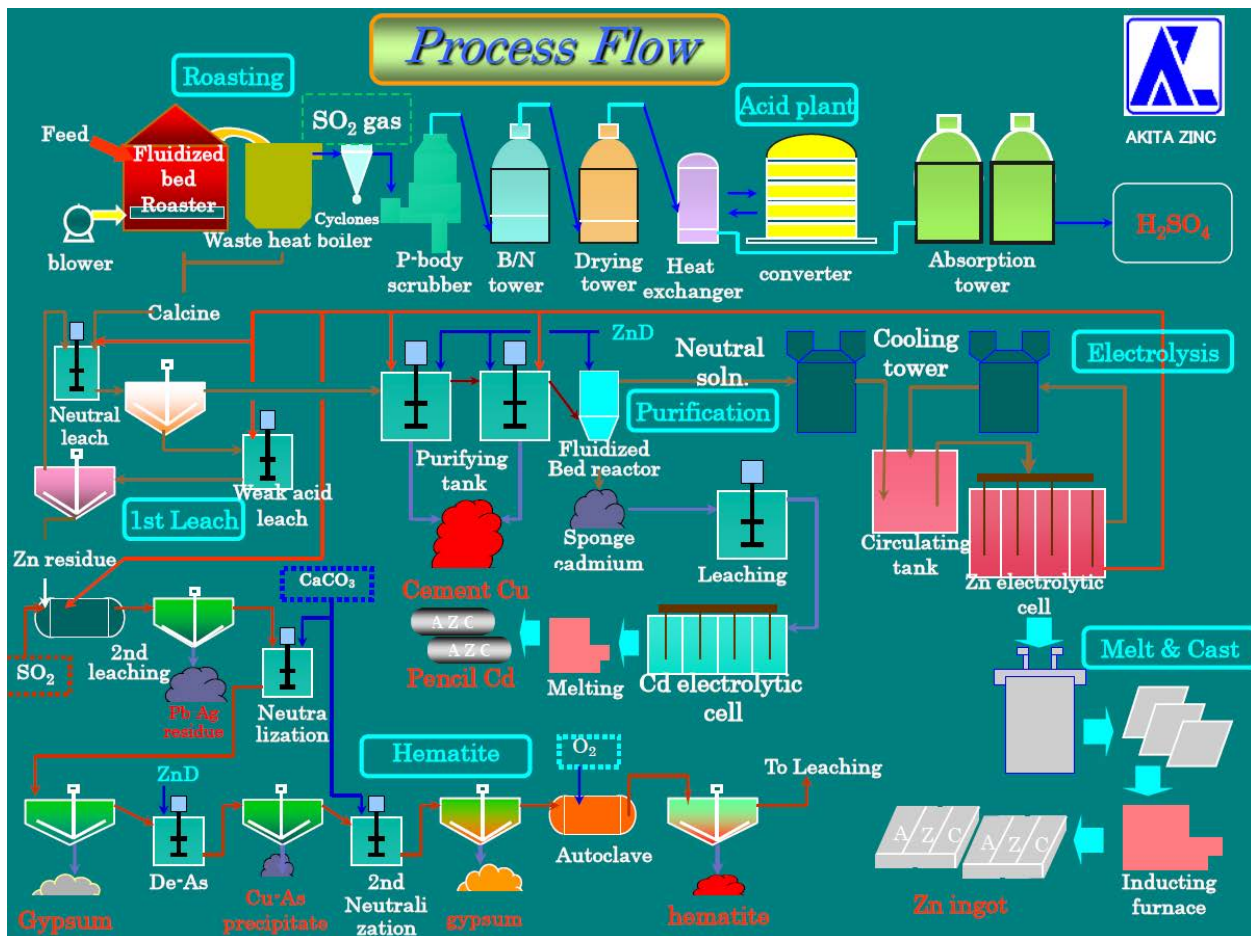 Process Flow
AKITA ZINC
Roasting
SO₂ gas
Acid plant
Feed
Fluidized
bed
Roaster
blower
Waste heat boiler
Cyclones
P-body
scrubber
B/N
tower
Drying
tower
Heat
exchanger
converter
Absorption
tower
H₂SO₄
Calcine
Neutral
leach
Weak acid
leach
1st Leach
Zn residue
ZnD
Purifying
tank
Fluidized
Bed reactor
Neutral
soln.
Purification
Cooling
tower
Electrolysis
Cement Cu
Sponge
cadmium
Leaching
Circulating
tank
Zn electrolytic
cell
SO₂
2nd
leaching
Pb Ag
residue
CaCO₃
Neutra
lization
A Z C
A Z C
Pencil Cd
Melting
Cd electrolytic
cell
Melt & Cast
Hematite
O₂
To Leaching
ZnD
Gypsum
De-As
Cu-As
precipitate
2nd
Neutrali
zation
gypsum
Autoclave
hematite
A Z C
A Z C
Zn ingot
Inducting
furnace